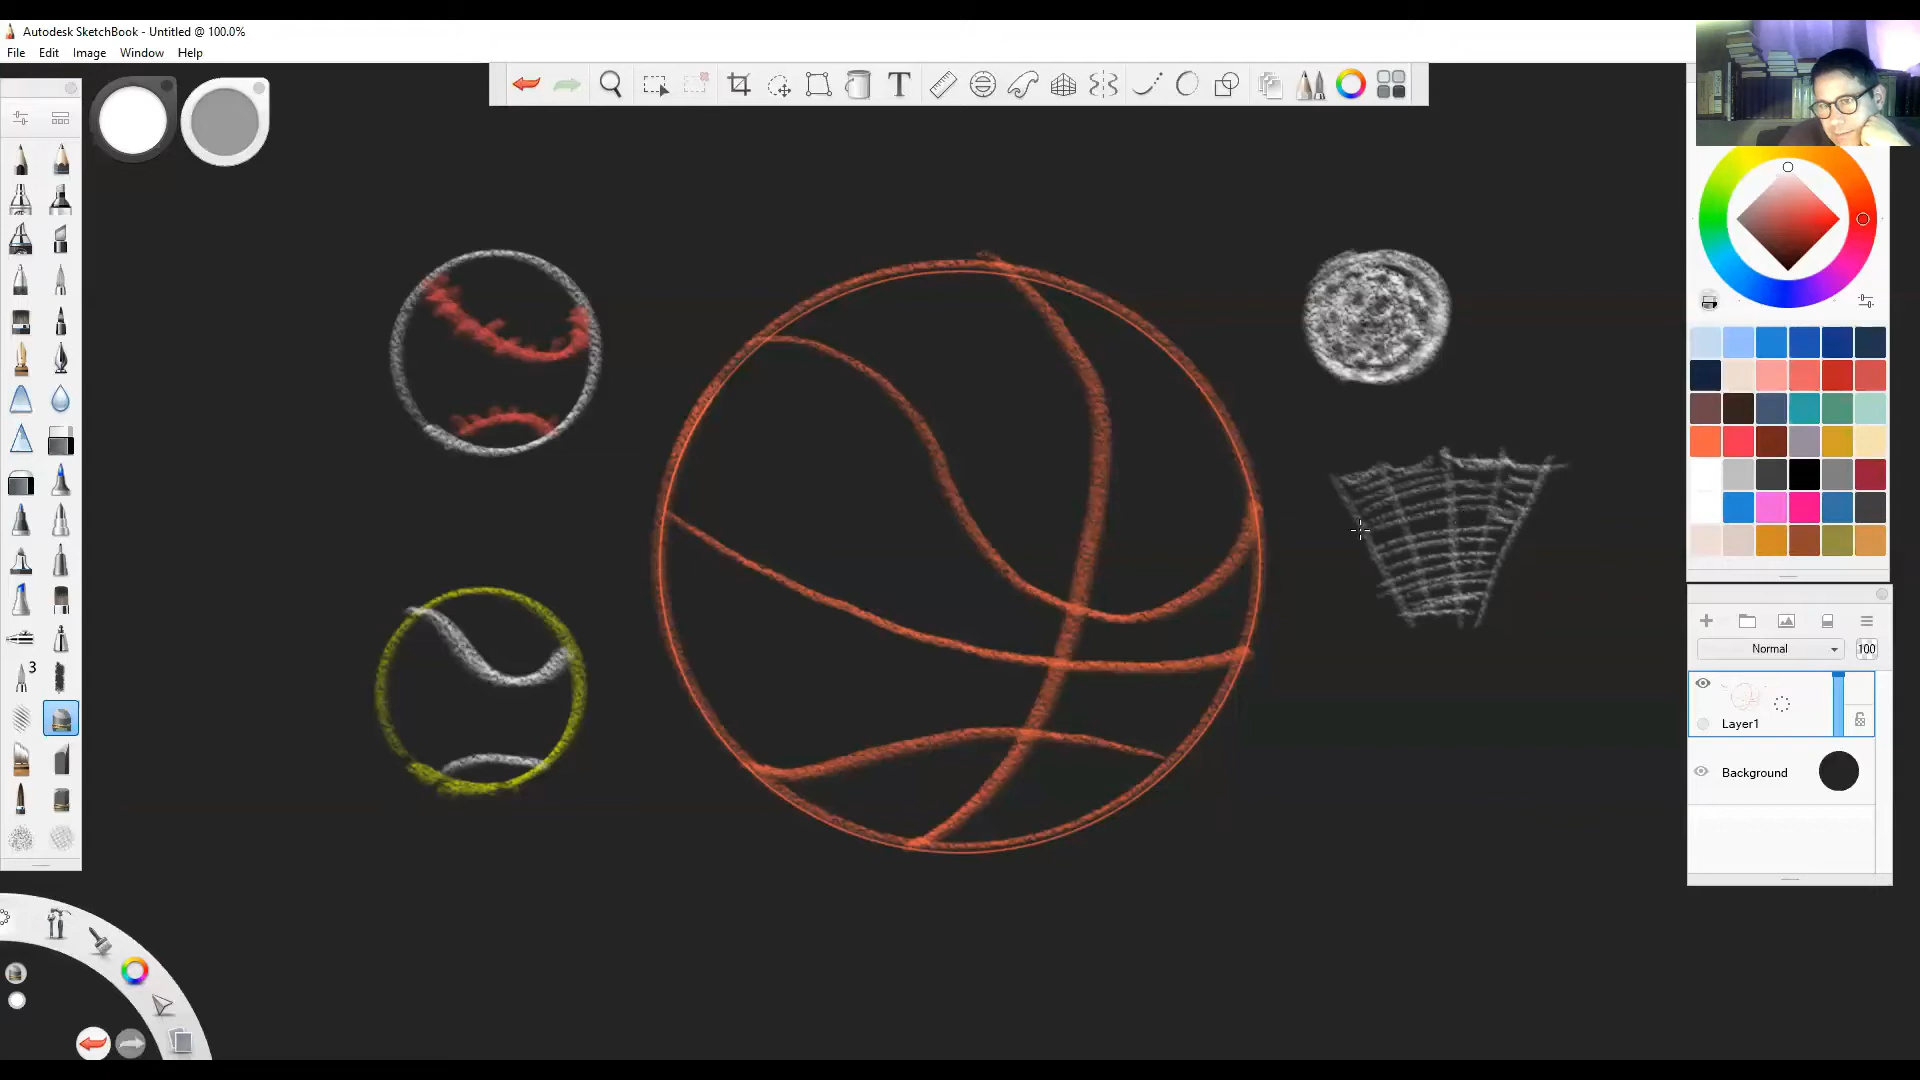 Autodesk SketchBook - Untitled @ 100.0%
File Edit Image Window Help
T
3
Normal 100
Layer1
Background